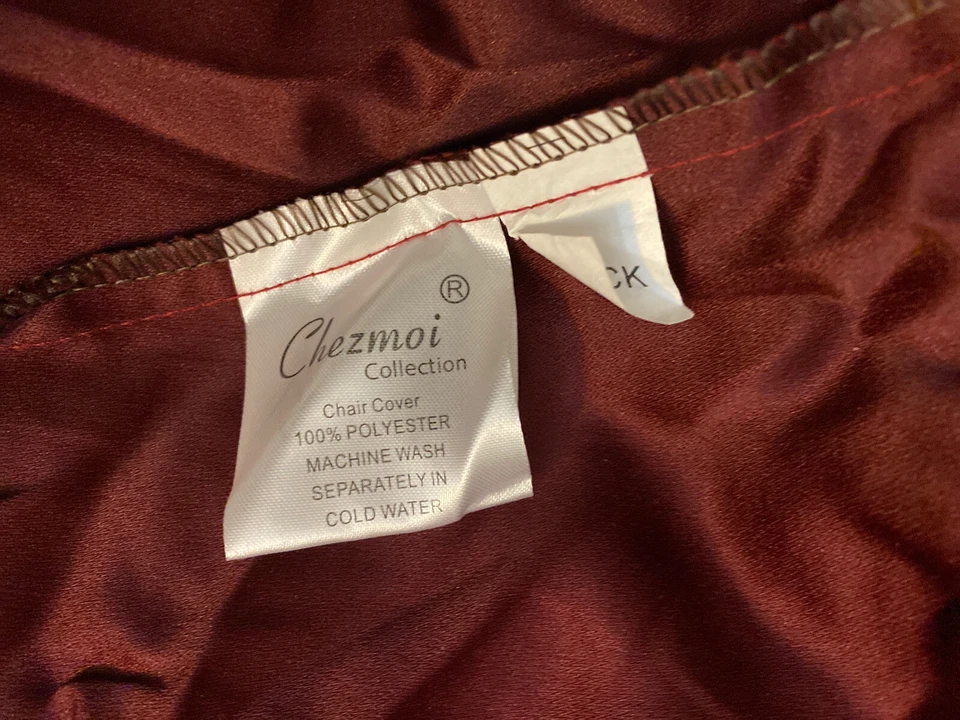 ®
Chezmoi
Collection
Chair Cover
100% POLYESTER
MACHINE WASH
SEPARATELY IN
COLD WATER
CK